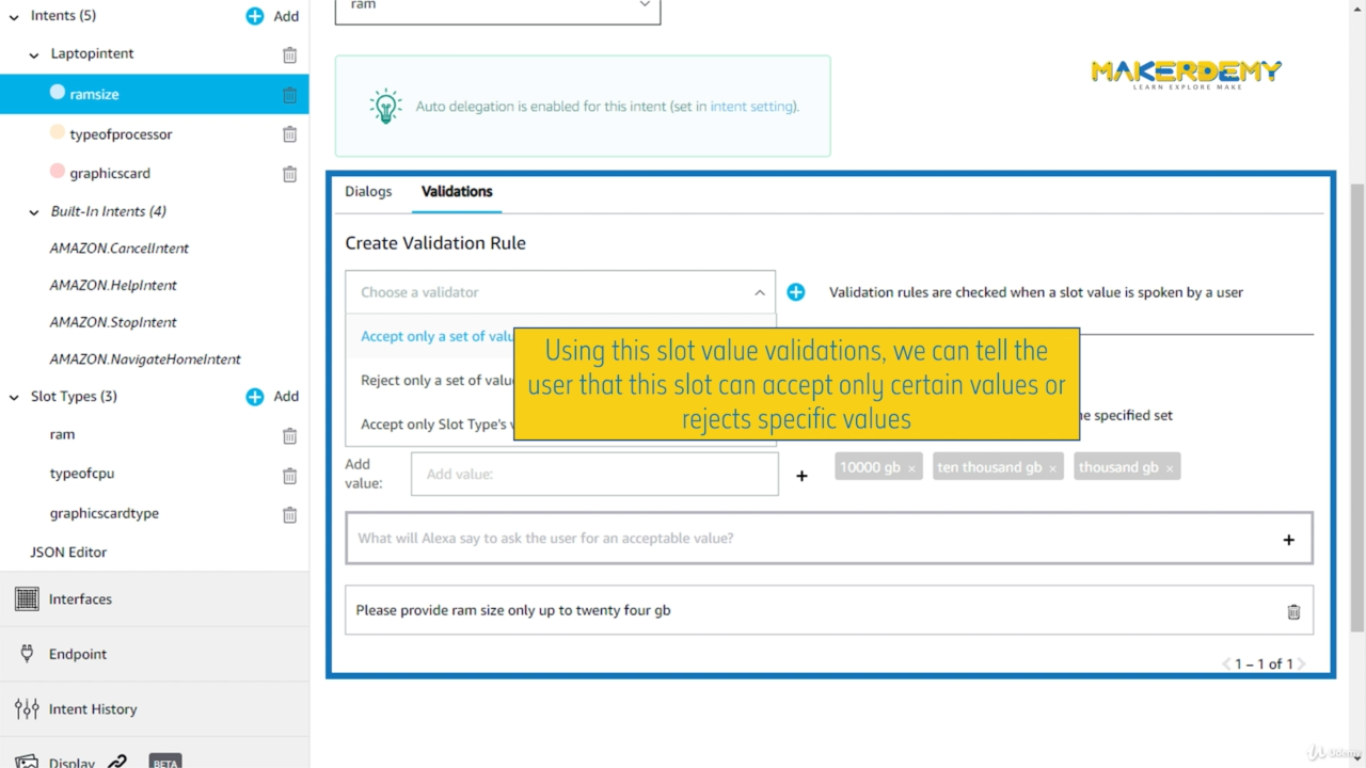 Intents (5)
Add
ram
Laptopintent
ramsize
typeofprocessor
graphicscard
Built-In Intents (4)
AMAZON.CancelIntent
AMAZON.HelpIntent
AMAZON.StopIntent
AMAZON.NavigateHomeIntent
Slot Types (3)
Add
ram
typeofcpu
graphicscardtype
JSON Editor
Interfaces
Endpoint
Intent History
Display
BETA
Auto delegation is enabled for this intent (set in intent setting).
MAKERDEMY
LEARN EXPLORE MAKE
Dialogs Validations
Create Validation Rule
Choose a validator
Validation rules are checked when a slot value is spoken by a user
Accept only a set of valu
Reject only a set of value
Accept only Slot Type's
Using this slot value validations, we can tell the
user that this slot can accept only certain values or
rejects specific values
specified set
Add
value:
Add value:
10000 gb × ten thousand gb × thousand gb ×
What will Alexa say to ask the user for an acceptable value?
Please provide ram size only up to twenty four gb
1 – 1 of 1
Udemy